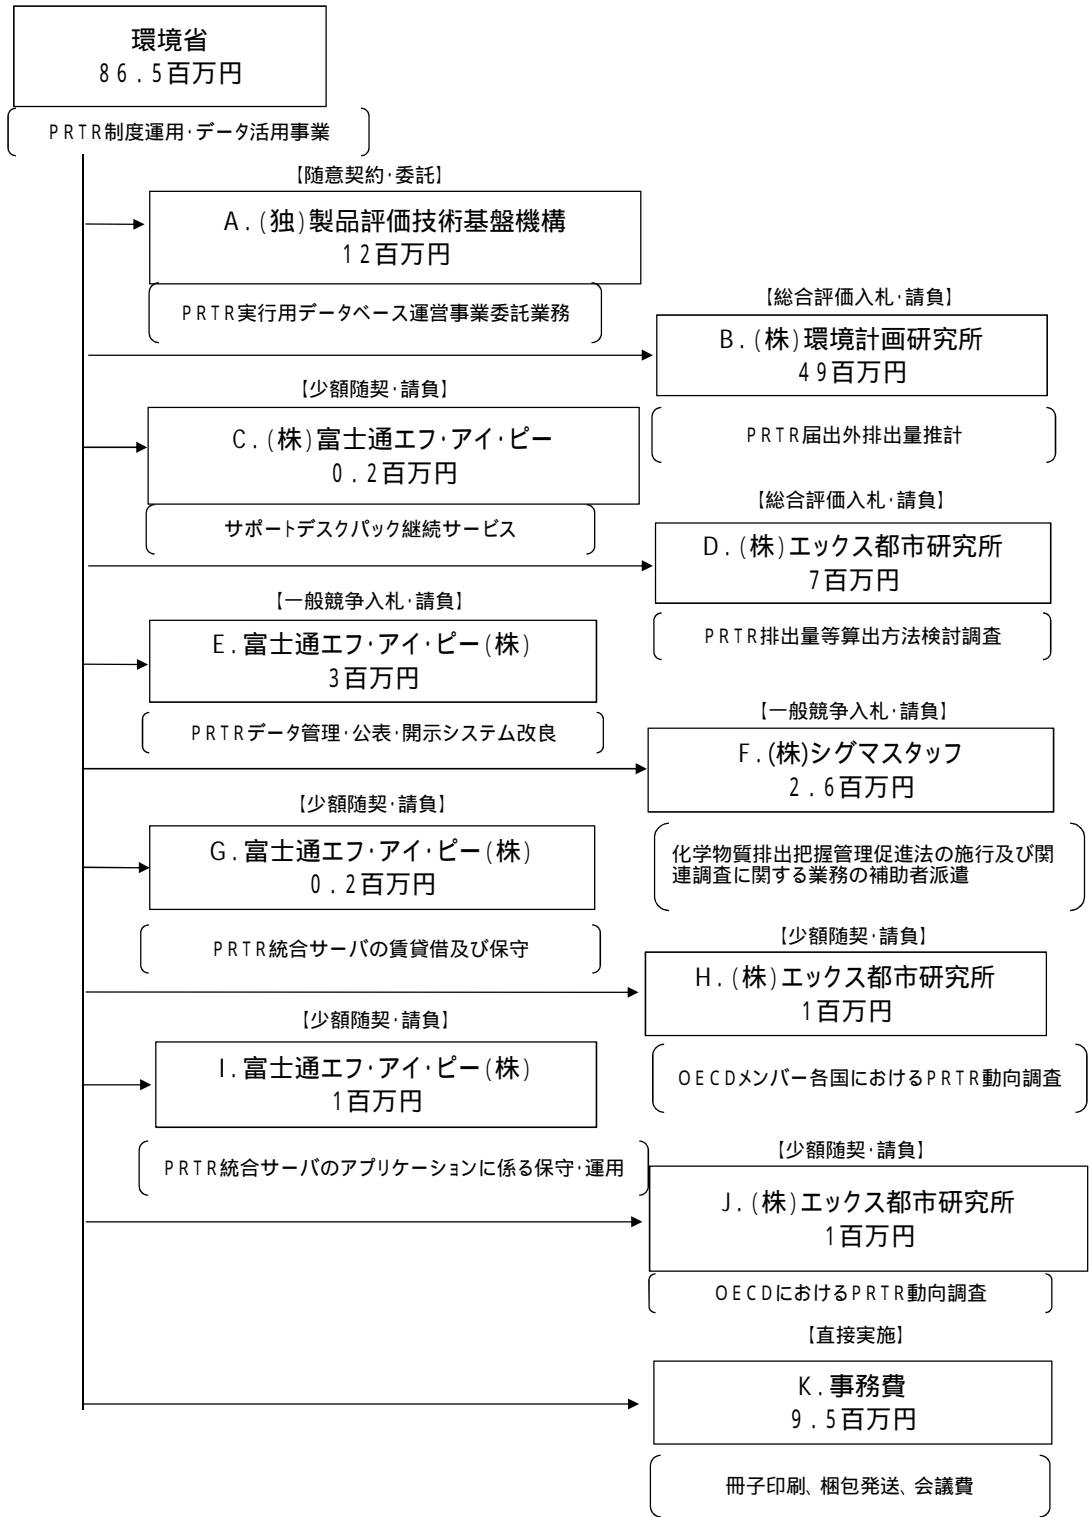 環境省
86.5百万円
PRTR制度運用・データ活用事業
【随意契約・委託】
A.(独)製品評価技術基盤機構
12百万円
PRTR実行用データベース運営事業委託業務
【総合評価入札・請負】
B.(株)環境計画研究所
49百万円
PRTR届出外排出量推計
【少額随契・請負】
C.(株)富士通エフ・アイ・ピー
0.2百万円
サポートデスクパック継続サービス
【総合評価入札・請負】
D.(株)エックス都市研究所
7百万円
PRTR排出量等算出方法検討調査
【一般競争入札・請負】
E.富士通エフ・アイ・ピー(株)
3百万円
PRTRデータ管理・公表・開示システム改良
【一般競争入札・請負】
F.(株)シグマスタッフ
2.6百万円
化学物質排出把握管理促進法の施行及び関
連調査に関する業務の補助者派遣
【少額随契・請負】
G.富士通エフ・アイ・ピー(株)
0.2百万円
PRTR統合サーバの賃貸借及び保守
【少額随契・請負】
H.(株)エックス都市研究所
1百万円
OECDメンバー各国におけるPRTR動向調査
【少額随契・請負】
I.富士通エフ・アイ・ピー(株)
1百万円
PRTR統合サーバのアプリケーションに係る保守・運用
【少額随契・請負】
J.(株)エックス都市研究所
1百万円
OECDにおけるPRTR動向調査
【直接実施】
K.事務費
9.5百万円
冊子印刷、梱包発送、会議費